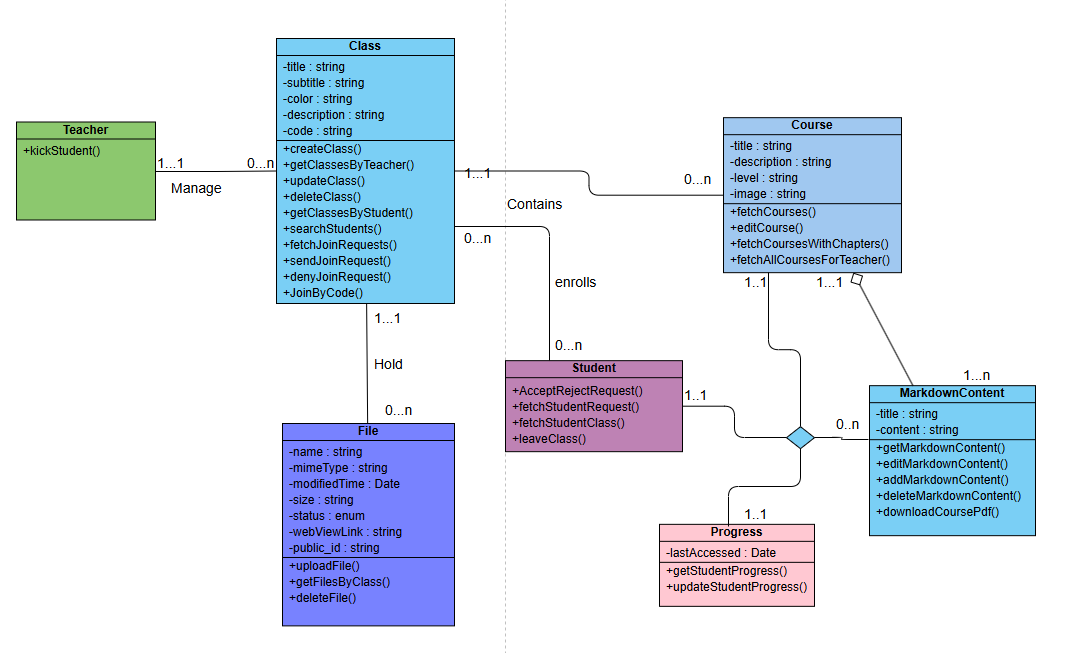 Teacher
+kickStudent()
1...1
0...n
Manage
Class
-title : string
-subtitle : string
-color : string
-description : string
-code : string
+createClass()
+getClassesByTeacher()
+updateClass()
+deleteClass()
+getClassesByStudent()
+searchStudents()
+fetchJoinRequests()
+sendJoinRequest()
+denyJoinRequest()
+JoinByCode()
1...1
Contains
0...n
Course
-title : string
-description : string
-level : string
-image : string
+fetchCourses()
+editCourse()
+fetchCoursesWithChapters()
+fetchAllCoursesForTeacher()
0...n
enrolls
0...n
1...1
Hold
0...n
File
-name : string
-mimeType : string
-modifiedTime : Date
-size : string
-status : enum
-webViewLink : string
-public_id : string
+uploadFile()
+getFilesByClass()
+deleteFile()
Student
+AcceptRejectRequest()
+fetchStudentRequest()
+fetchStudentClass()
+leaveClass()
1..1
1..1
1...1
1...n
0..n
MarkdownContent
-title : string
-content : string
+getMarkdownContent()
+editMarkdownContent()
+addMarkdownContent()
+deleteMarkdownContent()
+downloadCoursePdf()
1..1
Progress
-lastAccessed : Date
+getStudentProgress()
+updateStudentProgress()